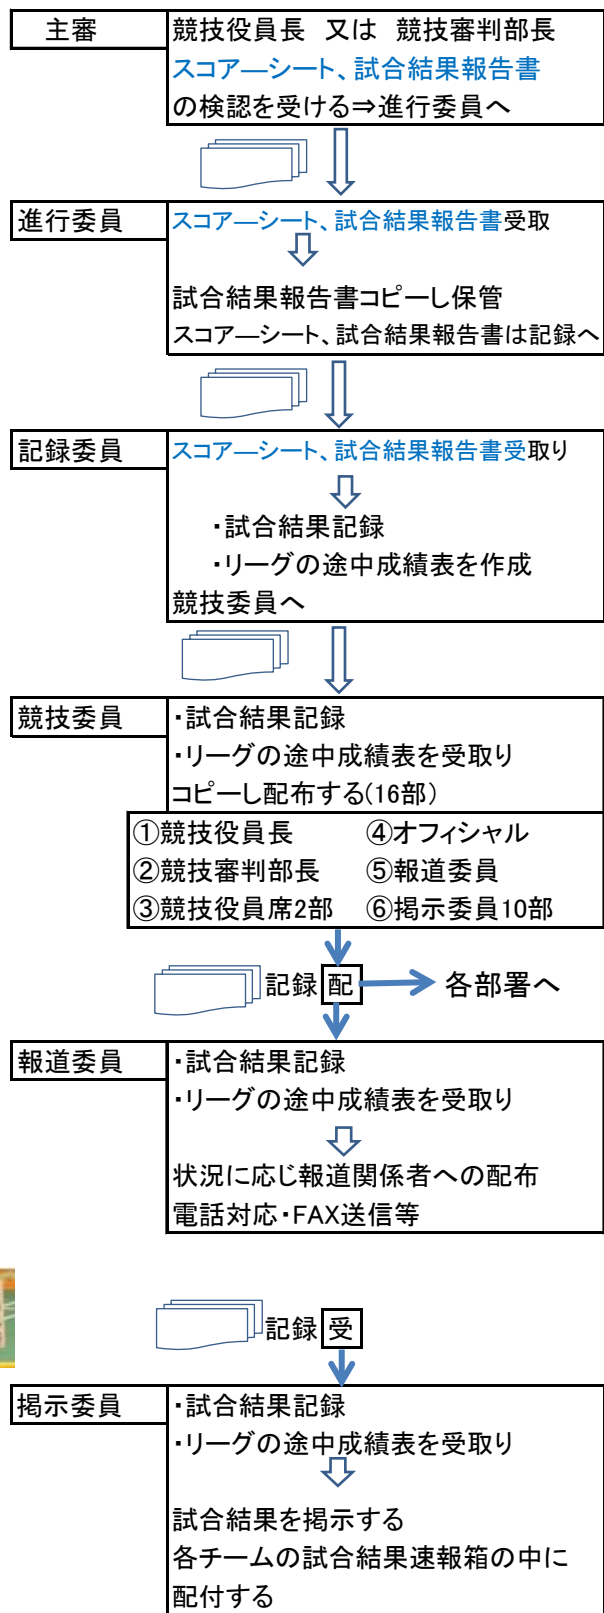 主審
競技役員長 又は 競技審判部長
スコア―シート、試合結果報告書
の検認を受ける⇒進行委員へ
進行委員
スコア―シート、試合結果報告書受取
試合結果報告書コピーし保管
スコア―シート、試合結果報告書は記録へ
記録委員
スコア―シート、試合結果報告書受取り
・試合結果記録
・リーグの途中成績表を作成
競技委員へ
競技委員
・試合結果記録
・リーグの途中成績表を受取り
コピーし配布する(16部）
①競技役員長 ④オフィシャル
②競技審判部長 ⑤報道委員
③競技役員席2部 ⑥掲示委員10部
記録 配 各部署へ
報道委員
・試合結果記録
・リーグの途中成績表を受取り
状況に応じ報道関係者への配布
電話対応・FAX送信等
記録 受
掲示委員
・試合結果記録
・リーグの途中成績表を受取り
試合結果を掲示する
各チームの試合結果速報箱の中に
配付する